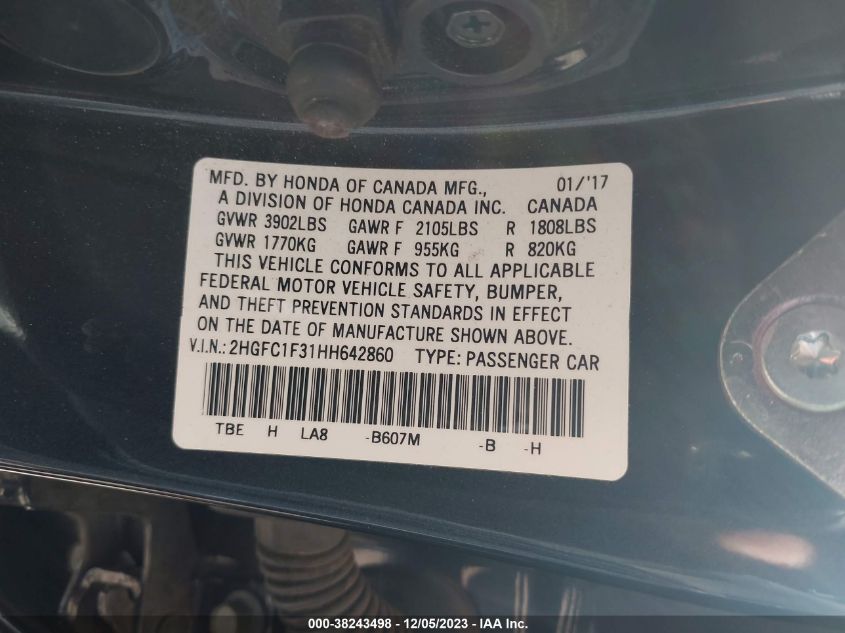 MFD. BY HONDA OF CANADA MFG., 01/'17
A DIVISION OF HONDA CANADA INC. CANADA
GVWR 3902LBS GAWR F 2105LBS R 1808LBS
GVWR 1770KG GAWR F 955KG R 820KG
THIS VEHICLE CONFORMS TO ALL APPLICABLE
FEDERAL MOTOR VEHICLE SAFETY, BUMPER,
AND THEFT PREVENTION STANDARDS IN EFFECT
ON THE DATE OF MANUFACTURE SHOWN ABOVE.
V.I.N.: 2HGFC1F31HH642860 TYPE: PASSENGER CAR
TBE H LA8 -B607M -B -H
000-38243498 - 12/05/2023 - IAA Inc.